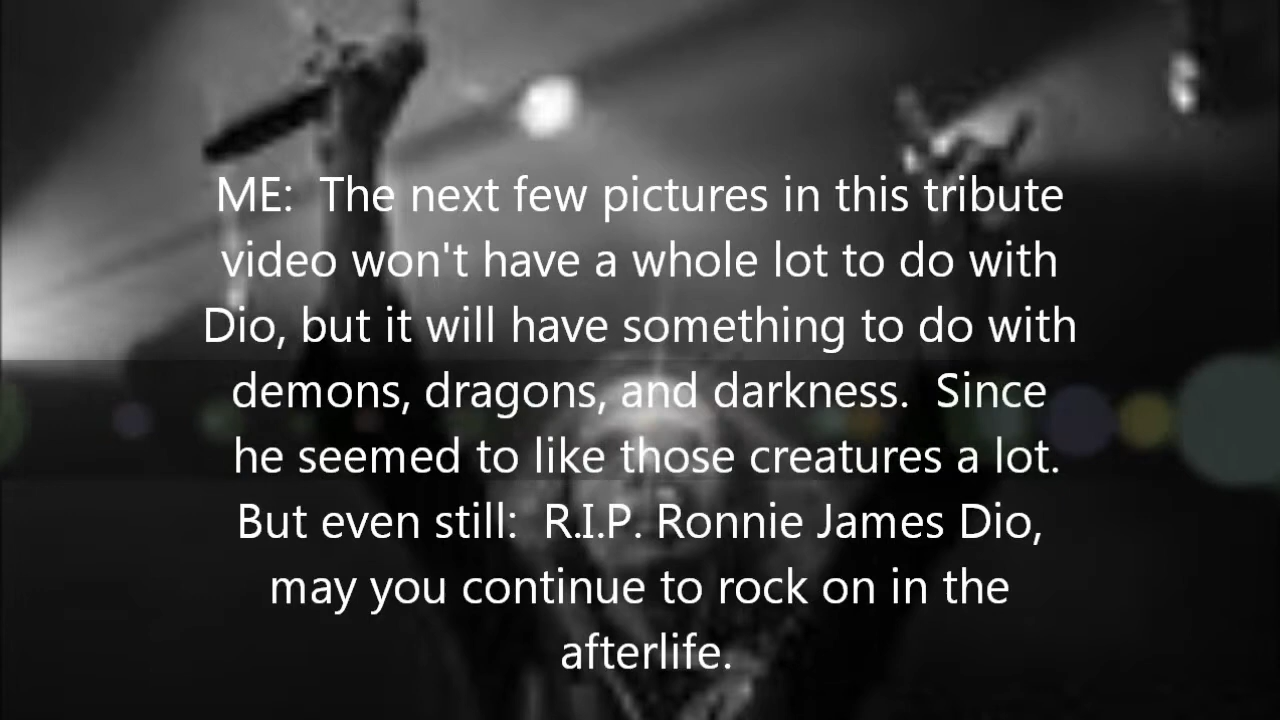 ME:  The next few pictures in this tribute
video won't have a whole lot to do with
Dio, but it will have something to do with
demons, dragons, and darkness.  Since
he seemed to like those creatures a lot.
But even still:  R.I.P. Ronnie James Dio,
may you continue to rock on in the
afterlife.